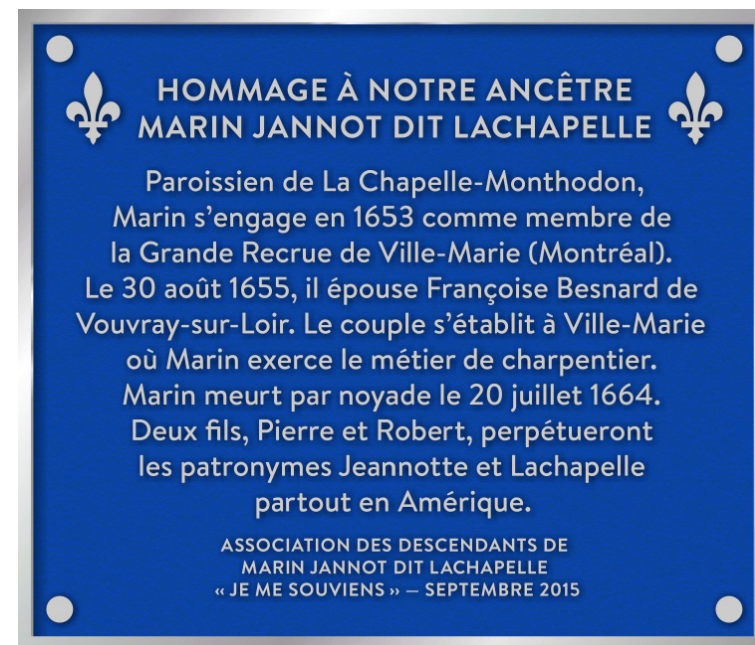 HOMMAGE À NOTRE ANCÊTRE
MARIN JANNOT DIT LACHAPELLE
Paroissien de La Chapelle-Monthodon,
Marin s’engage en 1653 comme membre de
la Grande Recrue de Ville-Marie (Montréal).
Le 30 août 1655, il épouse Françoise Besnard de
Vouvray-sur-Loir. Le couple s’établit à Ville-Marie
où Marin exerce le métier de charpentier.
Marin meurt par noyade le 20 juillet 1664.
Deux fils, Pierre et Robert, perpétueront
les patronymes Jeannotte et Lachapelle
partout en Amérique.
ASSOCIATION DES DESCENDANTS DE
MARIN JANNOT DIT LACHAPELLE
« JE ME SOUVIENS » — SEPTEMBRE 2015